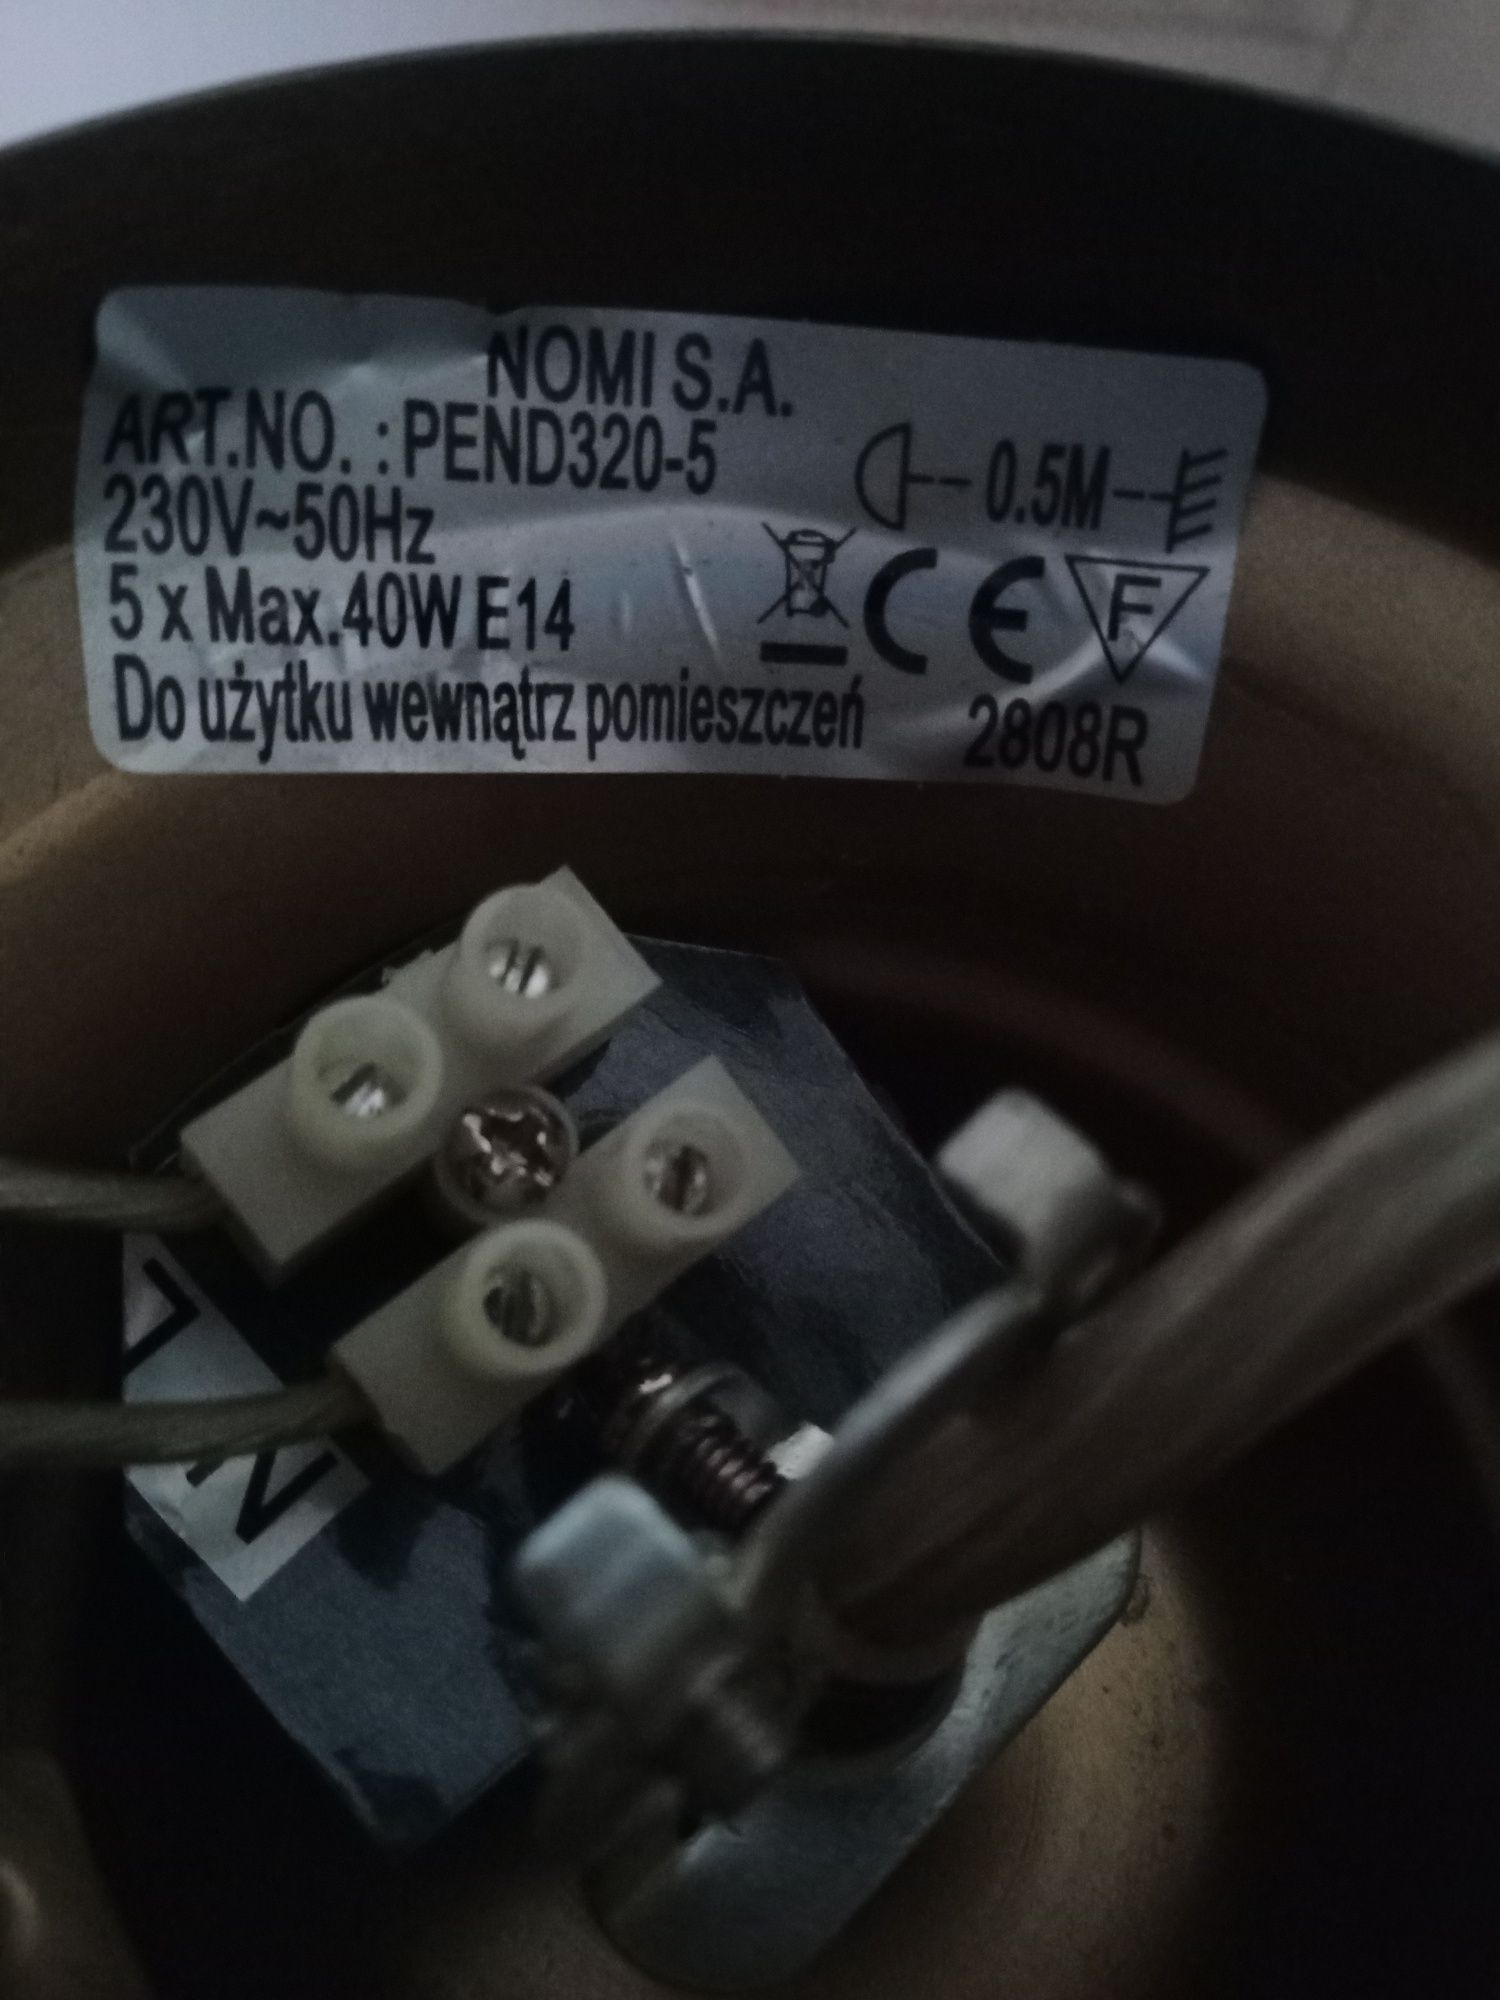 NOMI S.A.
ART.NO. :PEND320-5
0.5M
230V~50Hz
5 x Max.40W E14
CE F
Do użytku wewnątrz pomieszczeń
2808R
L
N